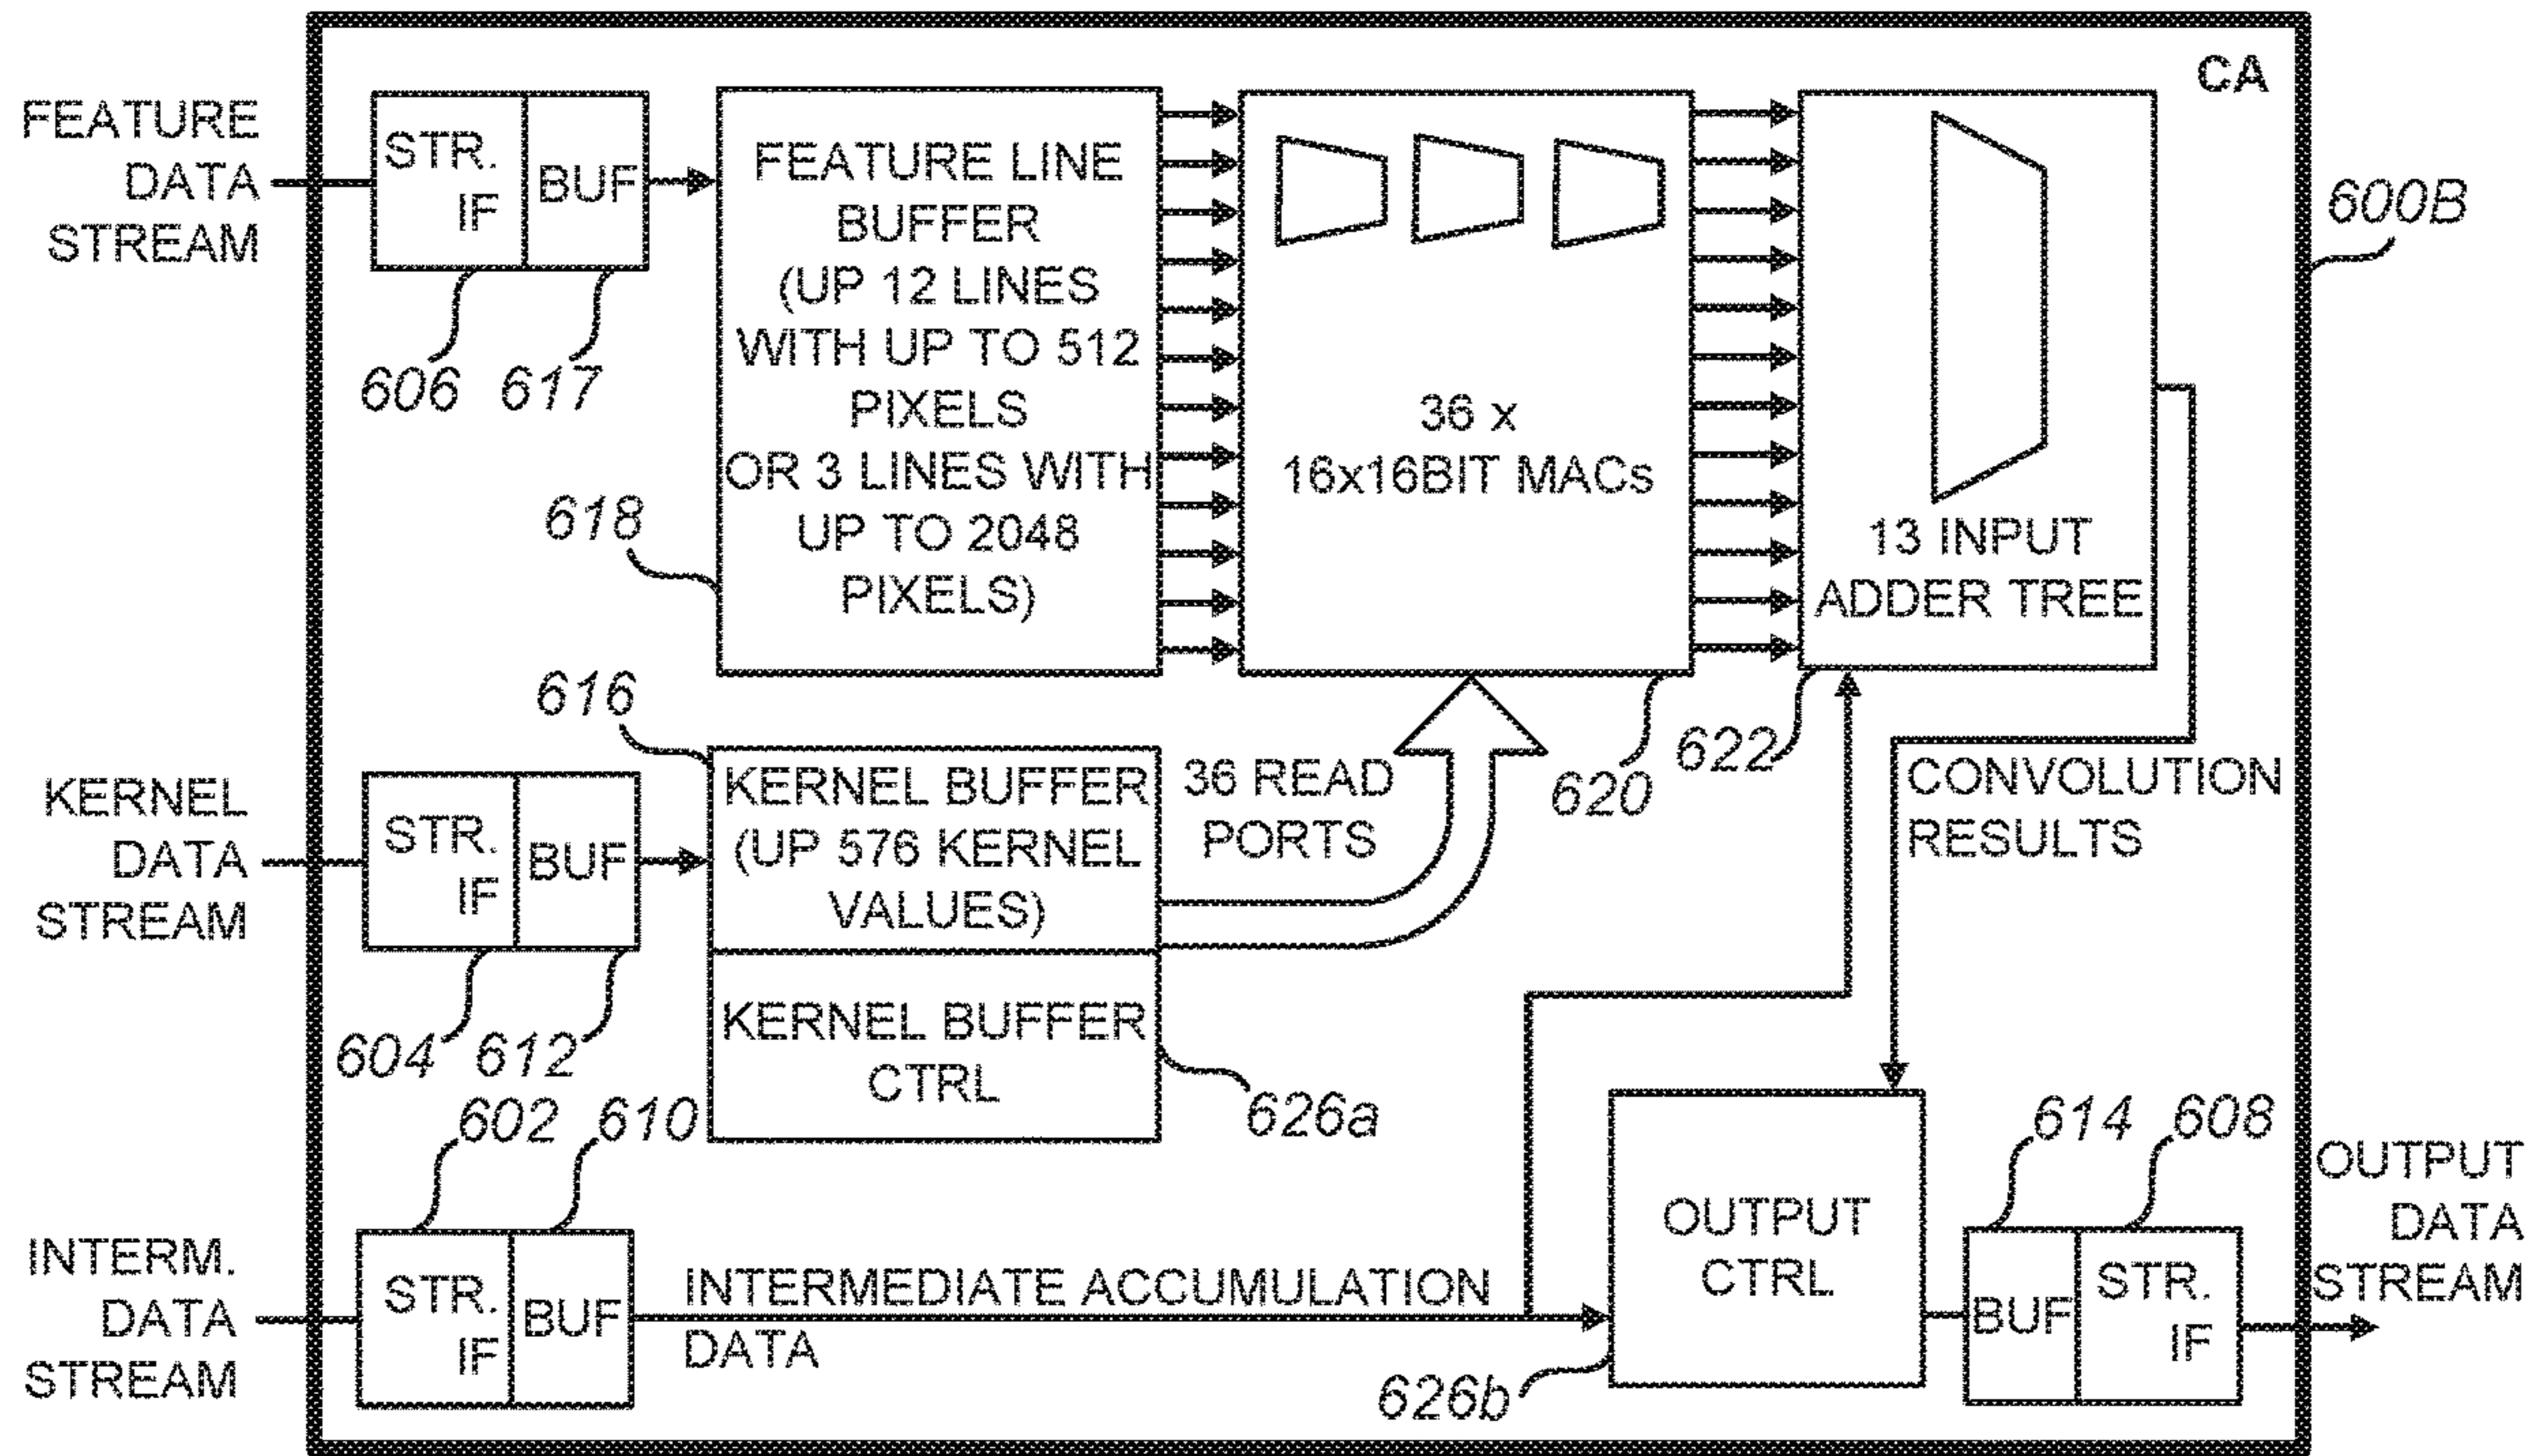 CA
FEATURE
DATA
STREAM
STR.
IF
BUF
606
617
FEATURE LINE
BUFFER
(UP 12 LINES
WITH UP TO 512
PIXELS
OR 3 LINES WITH
UP TO 2048
PIXELS)
618
36 x
16x16BIT MACs
620
13 INPUT
ADDER TREE
622
600B
616
KERNEL
DATA
STREAM
STR.
IF
BUF
604
612
KERNEL BUFFER
(UP 576 KERNEL
VALUES)
KERNEL BUFFER
CTRL
626a
36 READ
PORTS
CONVOLUTION
RESULTS
602
610
INTERM.
DATA
STREAM
STR.
IF
BUF
INTERMEDIATE ACCUMULATION
DATA
OUTPUT
CTRL
626b
614
608
BUF
STR.
IF
OUTPUT
DATA
STREAM